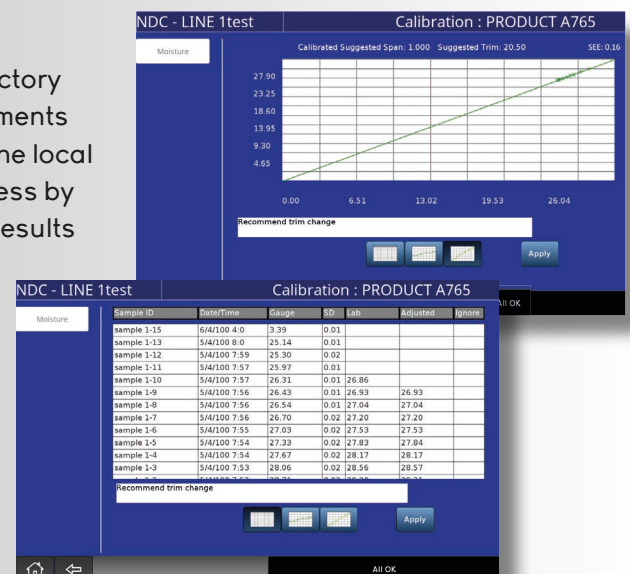 ctory
ments
ne local
ess by
esults
NDC - LINE 1test Calibration : PRODUCT A765
Moisture
Calibrated Suggested Span: 1.000 Suggested Trim: 20.50 SEE: 0.16
27.90
23.25
18.60
13.95
9.30
4.65
0.00 6.51 13.02 19.53 26.04
Recommend trim change
Apply
All OK
NDC - LINE 1test Calibration : PRODUCT A765
Moisture
Sample ID Date/Time Gauge SD Lab Adjusted Ignore
sample 1-15 6/4/100 4:0 3.39 0.01
sample 1-13 5/4/100 8:0 25.14 0.01
sample 1-12 5/4/100 7:59 25.30 0.02
sample 1-11 5/4/100 7:57 25.97 0.01
sample 1-10 5/4/100 7:57 26.31 0.01 26.86
sample 1-9 5/4/100 7:56 26.43 0.01 26.93 26.93
sample 1-8 5/4/100 7:56 26.54 0.01 27.04 27.04
sample 1-7 5/4/100 7:56 26.70 0.02 27.20 27.20
sample 1-6 5/4/100 7:55 27.03 0.02 27.53 27.53
sample 1-5 5/4/100 7:54 27.33 0.02 27.83 27.84
sample 1-4 5/4/100 7:54 27.67 0.02 28.17 28.17
sample 1-3 5/4/100 7:53 28.06 0.02 28.56 28.57
Recommend trim change
Apply
All OK